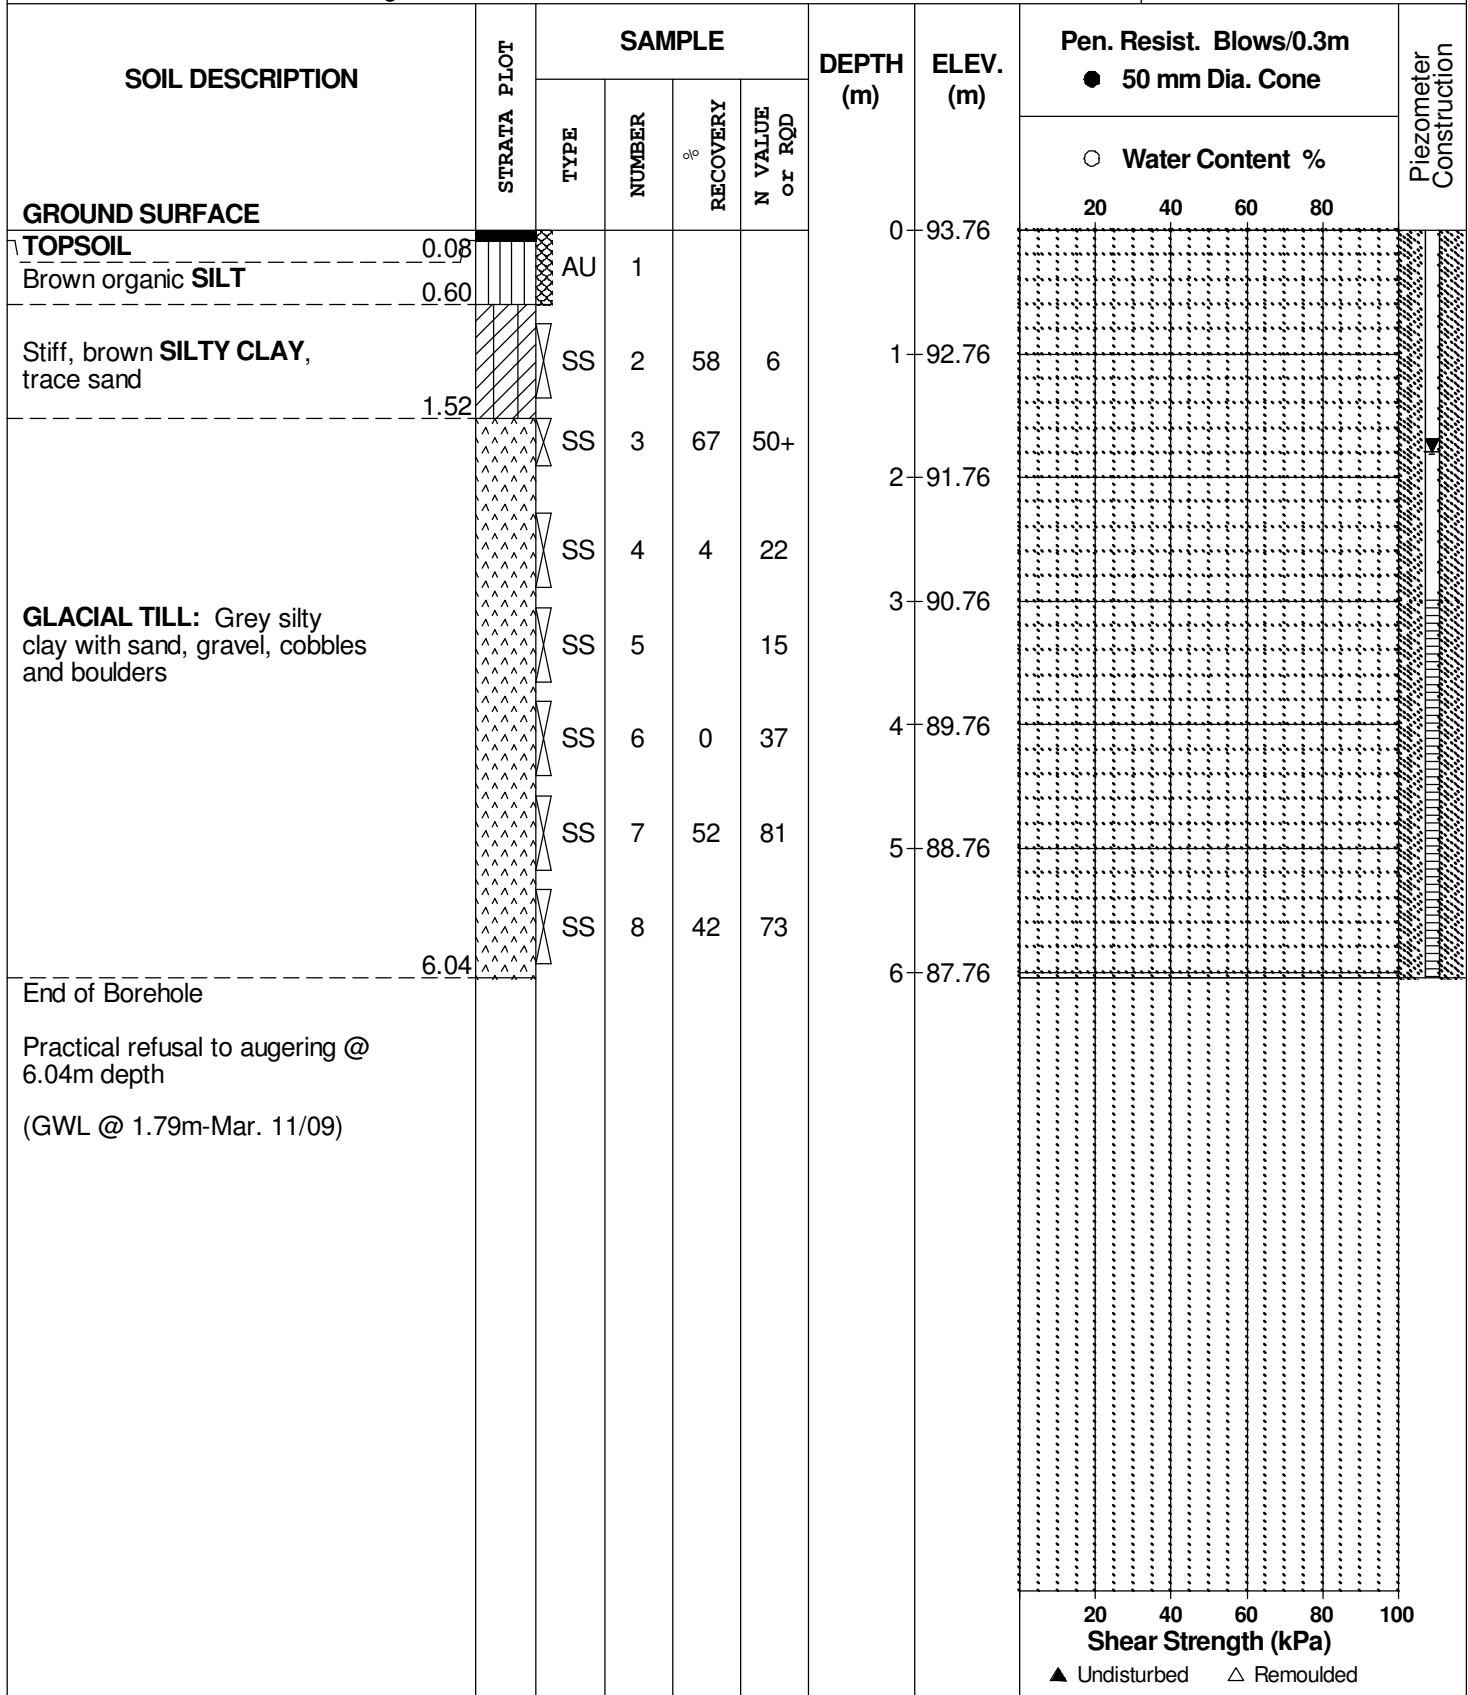 SOIL DESCRIPTION
STRATA PLOT
SAMPLE
TYPE
NUMBER
% RECOVERY
N VALUE or RQD
DEPTH (m)
ELEV. (m)
Pen. Resist. Blows/0.3m
● 50 mm Dia. Cone
○ Water Content %
20 40 60 80
Piezometer Construction
GROUND SURFACE
0 93.76
TOPSOIL 0.08
Brown organic SILT
0.60
AU 1
Stiff, brown SILTY CLAY,
trace sand
1.52
SS 2 58 6
1 92.76
SS 3 67 50+
2 91.76
SS 4 4 22
3 90.76
GLACIAL TILL: Grey silty
clay with sand, gravel, cobbles
and boulders
SS 5 15
SS 6 0 37
4 89.76
SS 7 52 81
5 88.76
SS 8 42 73
6.04
6 87.76
End of Borehole
Practical refusal to augering @
6.04m depth
(GWL @ 1.79m-Mar. 11/09)
20 40 60 80 100
Shear Strength (kPa)
▲ Undisturbed △ Remoulded